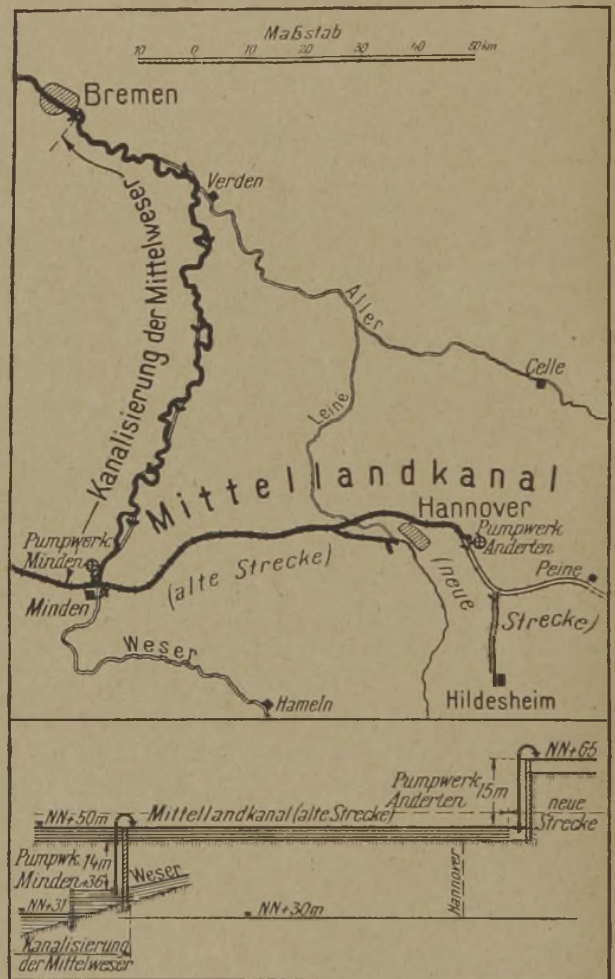 Maßstab
10 0 10 20 30 40 50 km
Bremen
Verden
Kanalisierung der Mittelweser
Aller
Celle
Leine
Mittellandkanal
Hannover
Pumpwerk
Minden
Pumpwerk
Anderten
Peine
(alte Strecke)
(neue
Strecke)
Minden
Weser
Hildesheim
Hameln
NN+65
Pumpwerk
Anderten
15m
NN+50m
Mittellandkanal (alte Strecke)
neue
Strecke
Pumpwk.
Minden
14m
+36
Weser
NN+31
NN+30m
Hannover
Kanalisierung
der Mittelweser